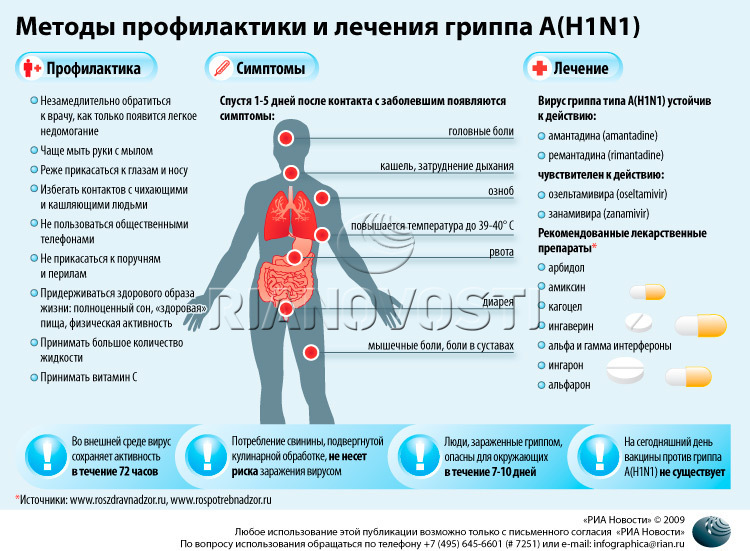 Методы профилактики и лечения гриппа А(H1N1)
Профилактика
Незамедлительно обратиться
к врачу, как только появится легкое
недомогание
Чаще мыть руки с мылом
Реже прикасаться к глазам и носу
Избегать контактов с чихающими
и кашляющими людьми
Не пользоваться общественными
телефонами
Не прикасаться к поручням
и перилам
Придерживаться здорового образа
жизни: полноценный сон, «здоровая»
пища, физическая активность
Принимать большое количество
жидкости
Принимать витамин С
Симптомы
Спустя 1-5 дней после контакта с заболевшим появляются
симптомы:
головные боли
кашель, затруднение дыхания
озноб
повышается температура до 39-40° С
рвота
диарея
мышечные боли, боли в суставах
RIANOVOSTI
Лечение
Вирус гриппа типа А(H1N1) устойчив
к действию:
амантадина (amantadine)
ремантадина (rimantadine)
чувствителен к действию:
озельтамивира (oseltamivir)
занамивира (zanamivir)
Рекомендованные лекарственные
препараты*
арбидол
амиксин
кагоцел
ингаверин
альфа и гамма интерфероны
ингарон
альфарон
Во внешней среде вирус
сохраняет активность
в течение 72 часов
Потребление свинины, подвергнутой
кулинарной обработке, не несет
риска заражения вирусом
Люди, зараженные гриппом,
опасны для окружающих
в течение 7-10 дней
На сегодняшний день
вакцины против гриппа
А(H1N1) не существует
*Источники: www.roszdravnadzor.ru, www.rospotrebnadzor.ru
«РИА Новости» © 2009
Любое использование этой публикации возможно только с письменного согласия «РИА Новости»
По вопросу использования обращаться по телефону +7 (495) 645-6601 (# 7251) или e-mail: infographica@rian.ru